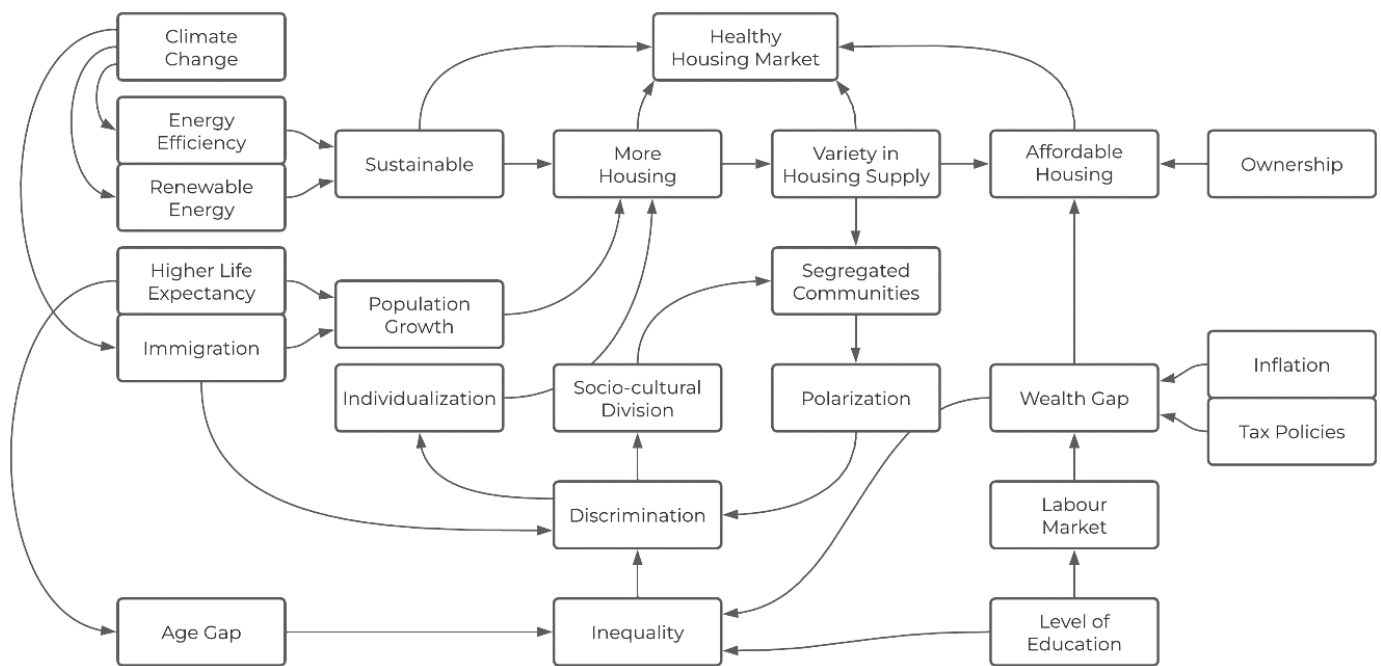 Climate
Change
Healthy
Housing Market
Energy
Efficiency
Renewable
Energy
Sustainable
More
Housing
Variety in
Housing Supply
Affordable
Housing
Ownership
Higher Life
Expectancy
Immigration
Population
Growth
Segregated
Communities
Individualization
Socio-cultural
Division
Polarization
Wealth Gap
Inflation
Tax Policies
Discrimination
Labour
Market
Age Gap
Inequality
Level of
Education